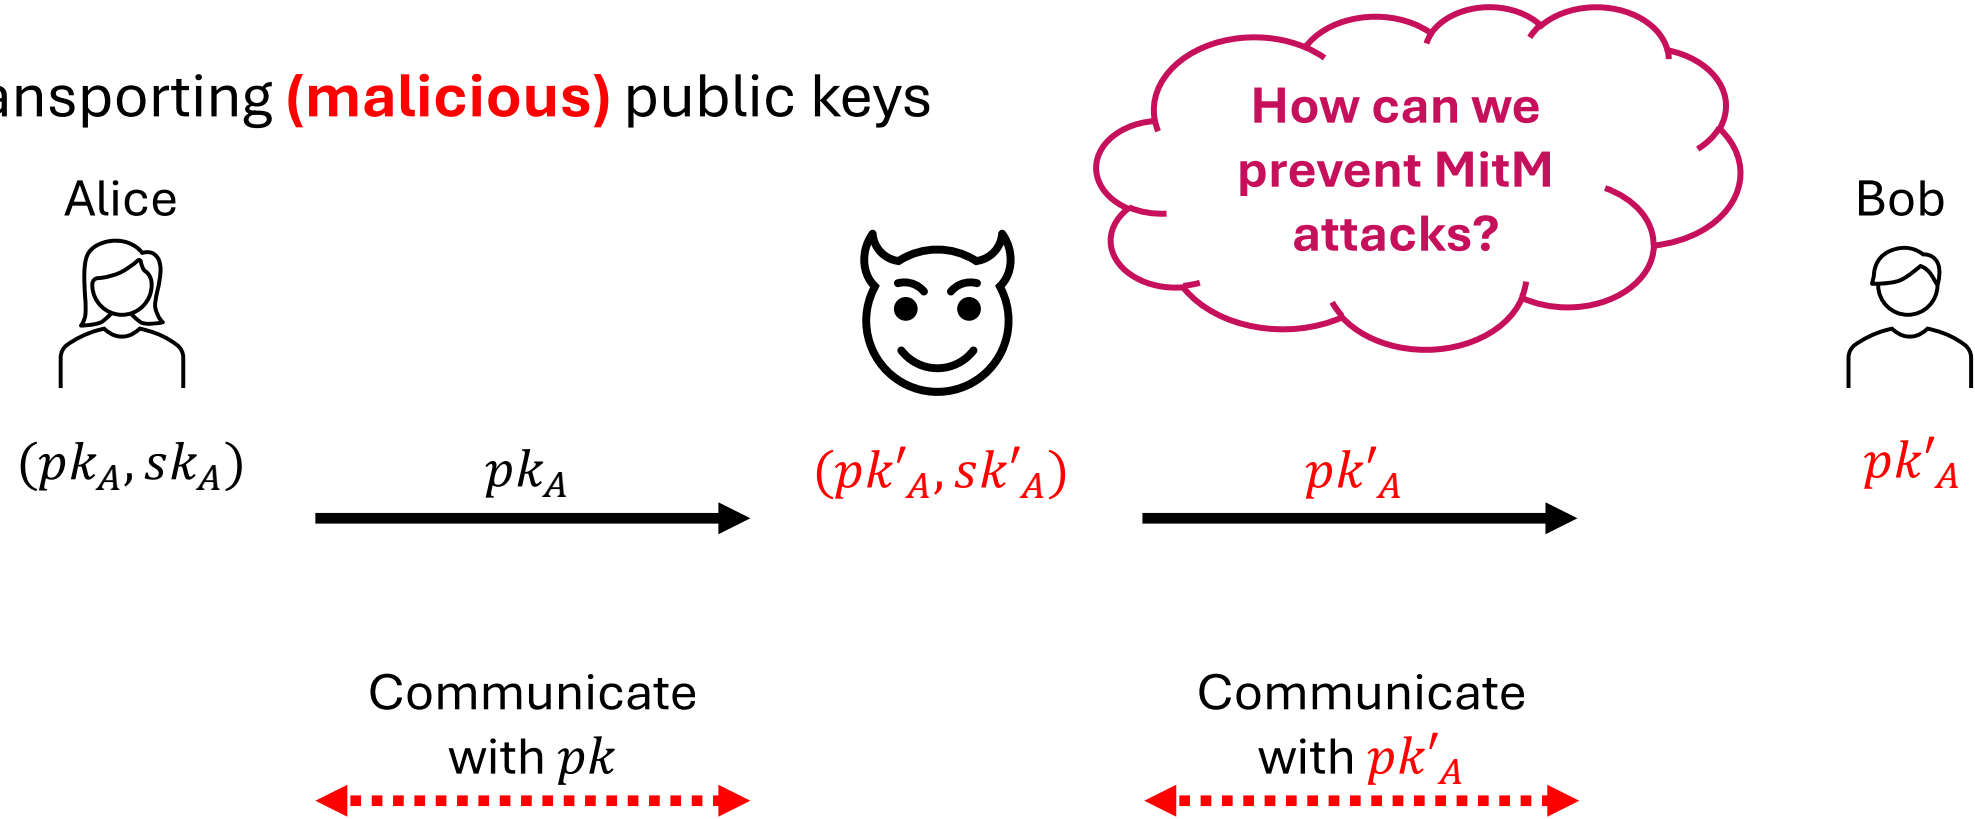 ansporting (malicious) public keys
How can we
prevent MitM
attacks?
Alice
Bob
(pk_A, sk_A)
pk_A
(pk'_A, sk'_A)
pk'_A
pk'_A
Communicate
with pk
Communicate
with pk'_A